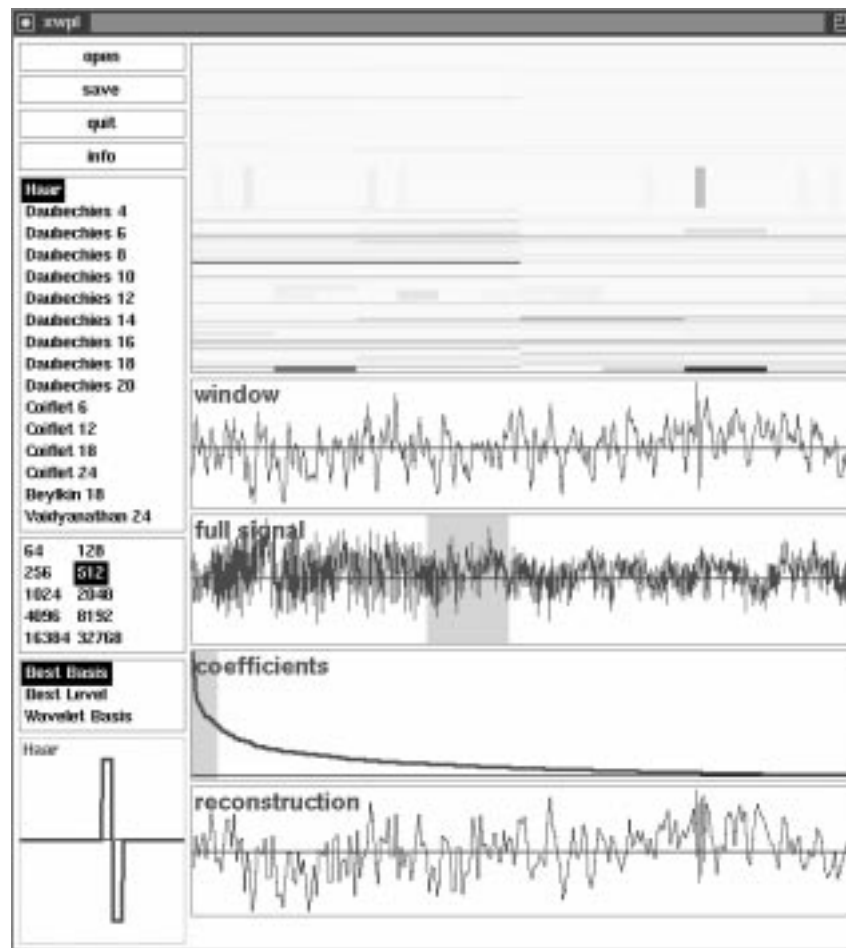 xwpl
open
save
quit
info
Haar
Daubechies 4
Daubechies 6
Daubechies 8
Daubechies 10
Daubechies 12
Daubechies 14
Daubechies 16
Daubechies 18
Daubechies 20
Coiflet 6
Coiflet 12
Coiflet 18
Coiflet 24
Beylkin 18
Vaidyanathan 24
64 128
256 512
1024 2048
4096 8192
16384 32768
Best Basis
Best Level
Wavelet Basis
Haar
window
full signal
coefficients
reconstruction